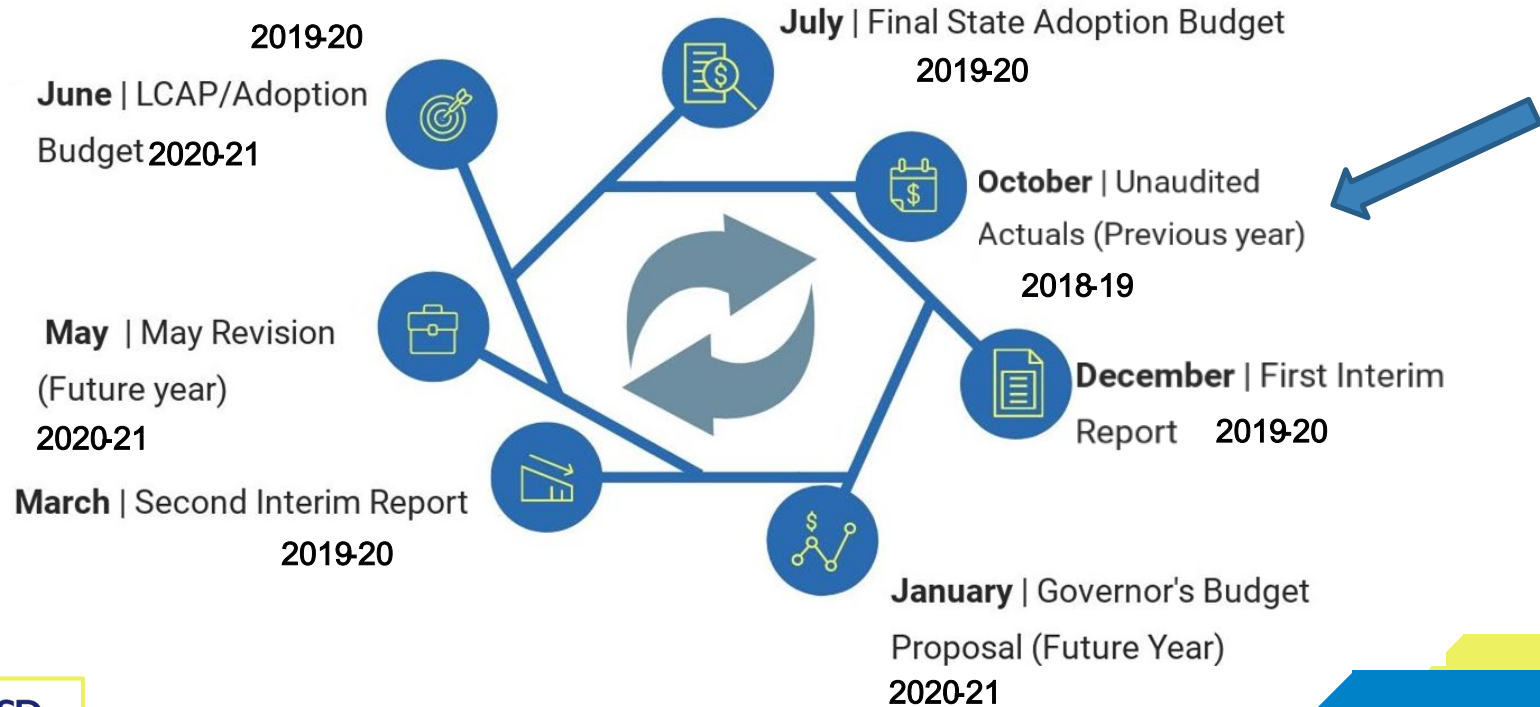 2019-20
June | LCAP/Adoption
Budget 2020-21
July | Final State Adoption Budget
2019-20
October | Unaudited
Actuals (Previous year)
2018-19
December | First Interim
Report 2019-20
January | Governor's Budget
Proposal (Future Year)
2020-21
March | Second Interim Report
2019-20
May | May Revision
(Future year)
2020-21